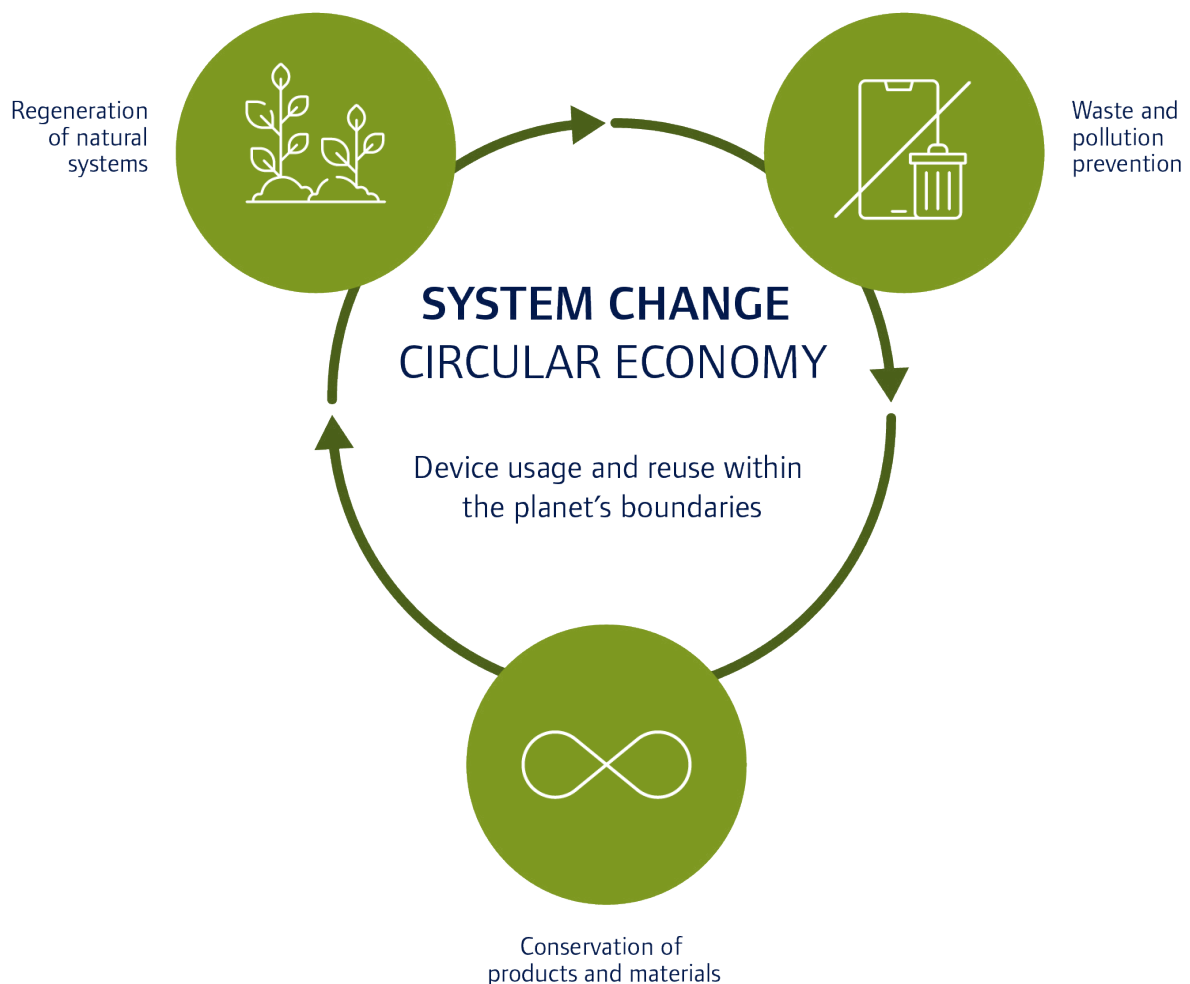 Regeneration
of natural
systems
Waste and
pollution
prevention
SYSTEM CHANGE
CIRCULAR ECONOMY
Device usage and reuse within
the planet’s boundaries
Conservation of
products and materials